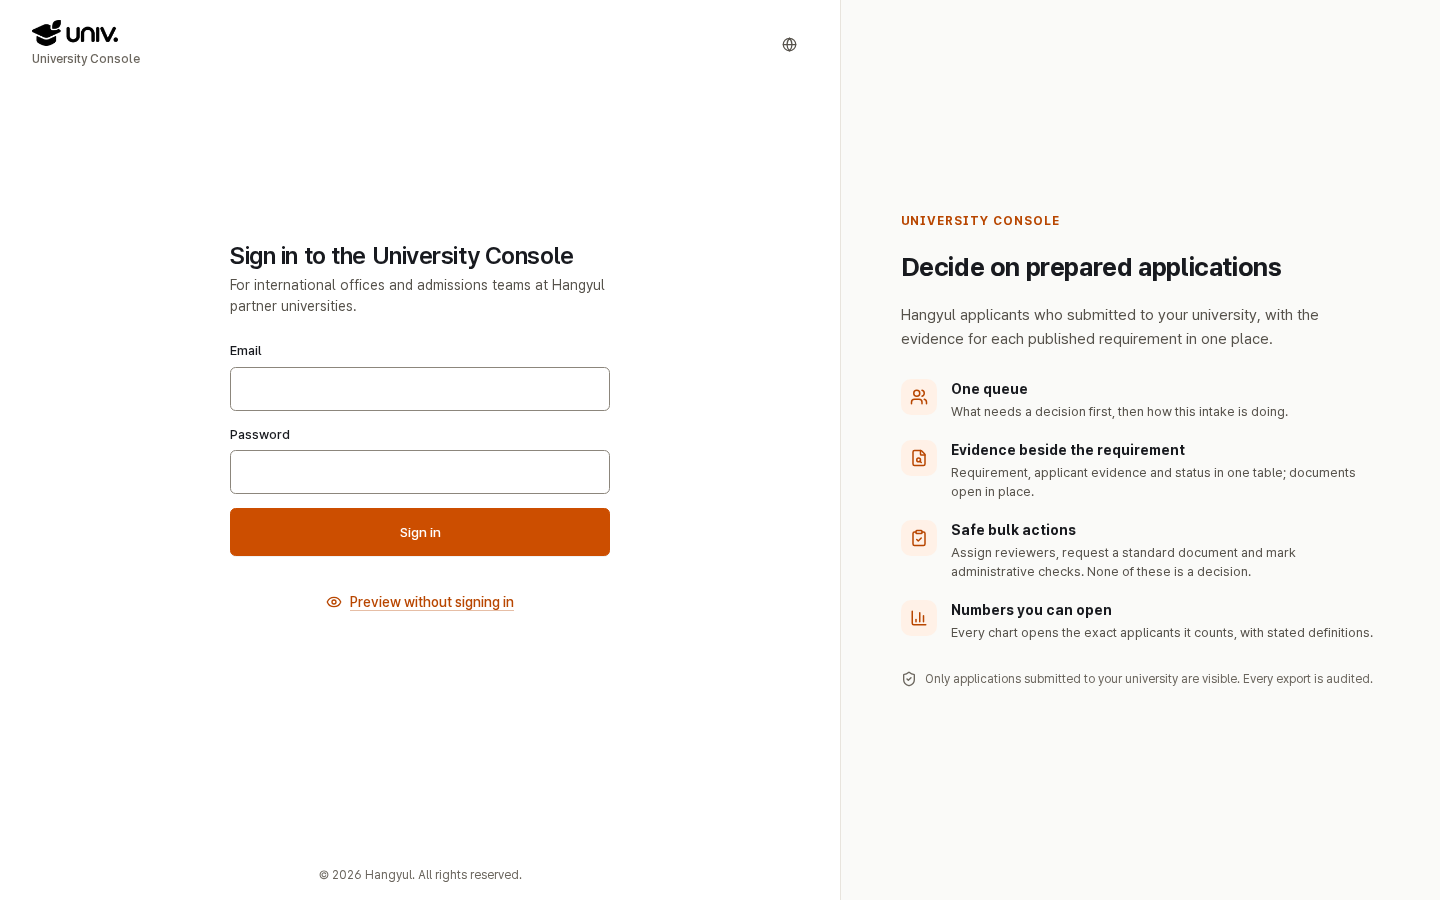 UNIV.
University Console
Sign in to the University Console
For international offices and admissions teams at Hangyul
partner universities.
Email
Password
Sign in
Preview without signing in
© 2026 Hangyul. All rights reserved.
UNIVERSITY CONSOLE
Decide on prepared applications
Hangyul applicants who submitted to your university, with the
evidence for each published requirement in one place.
One queue
What needs a decision first, then how this intake is doing.
Evidence beside the requirement
Requirement, applicant evidence and status in one table; documents
open in place.
Safe bulk actions
Assign reviewers, request a standard document and mark
administrative checks. None of these is a decision.
Numbers you can open
Every chart opens the exact applicants it counts, with stated definitions.
Only applications submitted to your university are visible. Every export is audited.